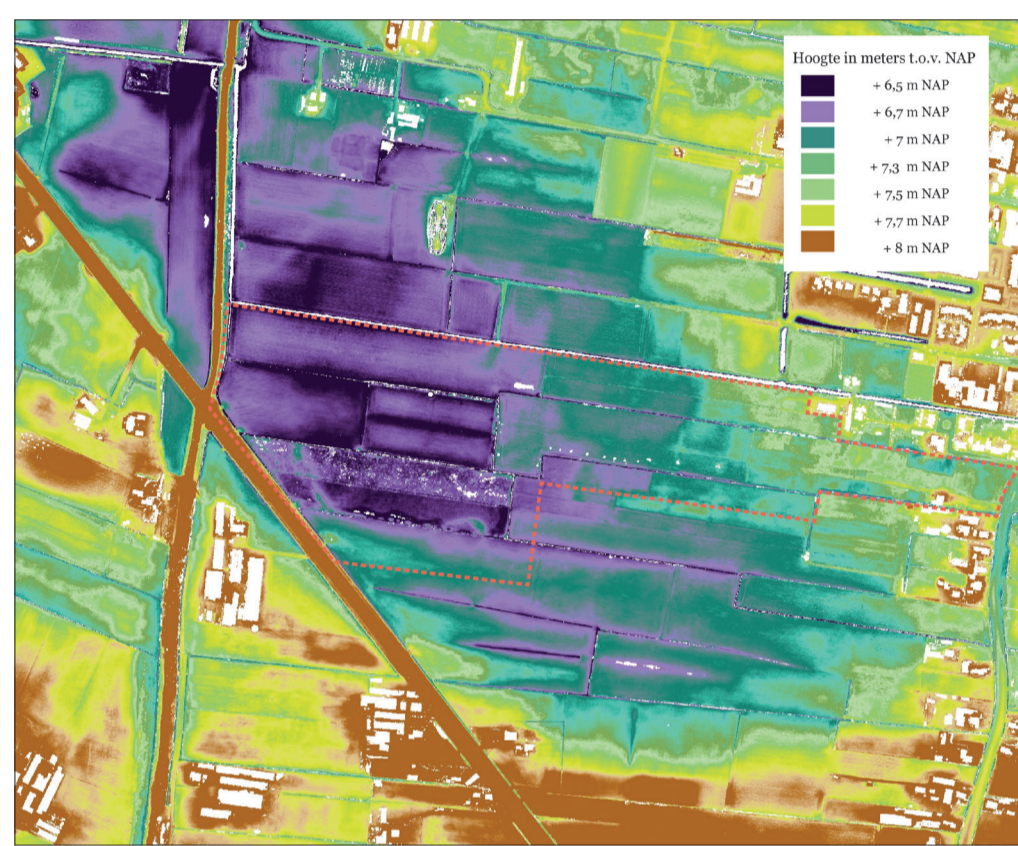 Hoogte in meters t.o.v. NAP
+ 6,5 m NAP
+ 6,7 m NAP
+ 7 m NAP
+ 7,3 m NAP
+ 7,5 m NAP
+ 7,7 m NAP
+ 8 m NAP